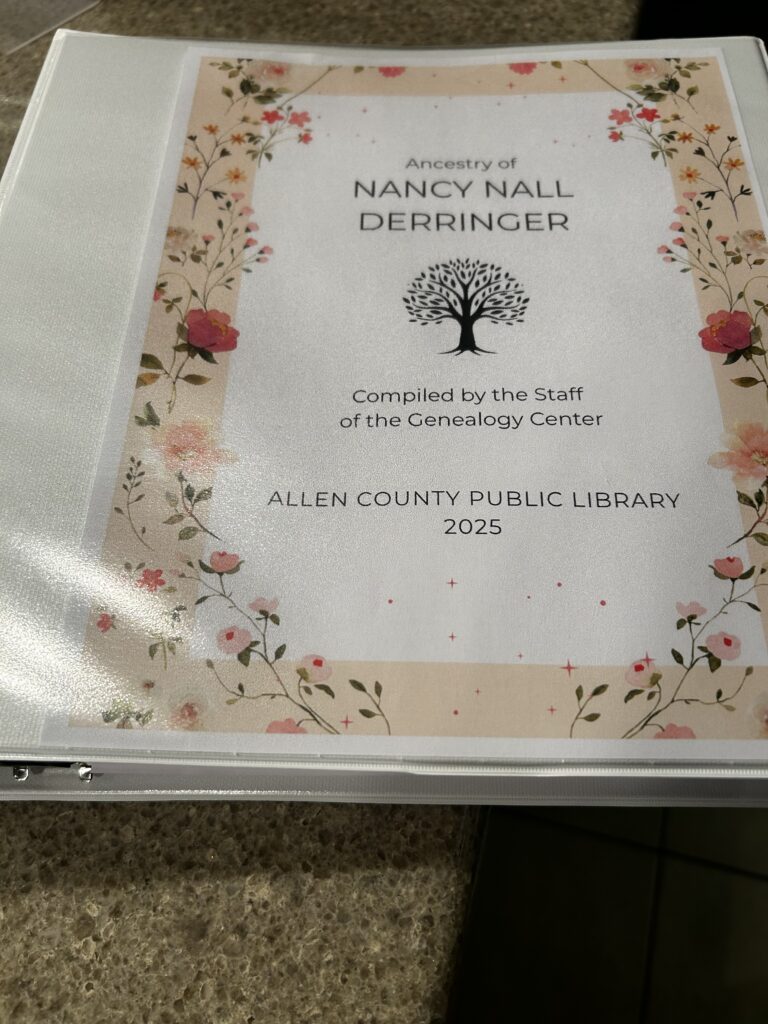 Ancestry of
NANCY NALL
DERRINGER
Compiled by the Staff
of the Genealogy Center
ALLEN COUNTY PUBLIC LIBRARY
2025